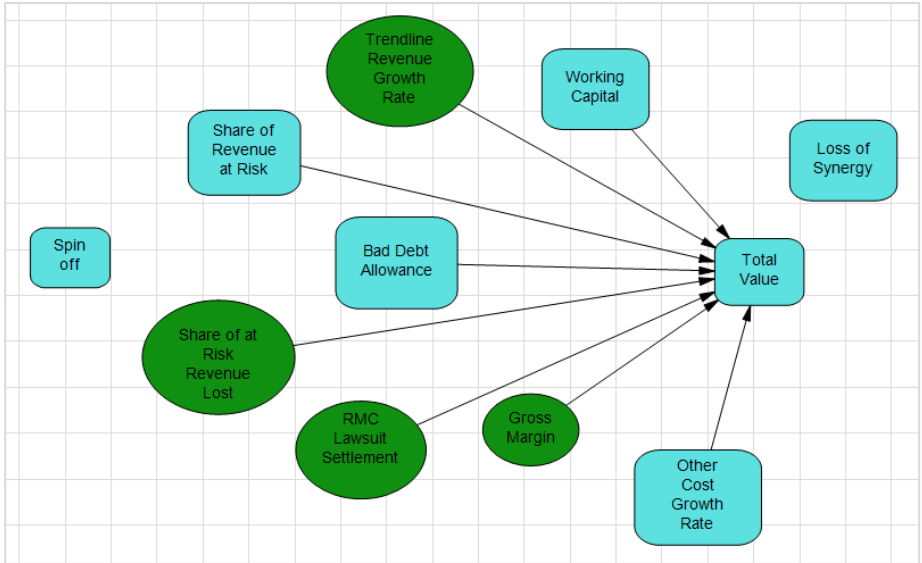 Trendline
Revenue
Growth
Rate
Working
Capital
Share of
Revenue
at Risk
Loss of
Synergy
Spin
off
Bad Debt
Allowance
Total
Value
Share of at
Risk
Revenue
Lost
RMC
Lawsuit
Settlement
Gross
Margin
Other
Cost
Growth
Rate